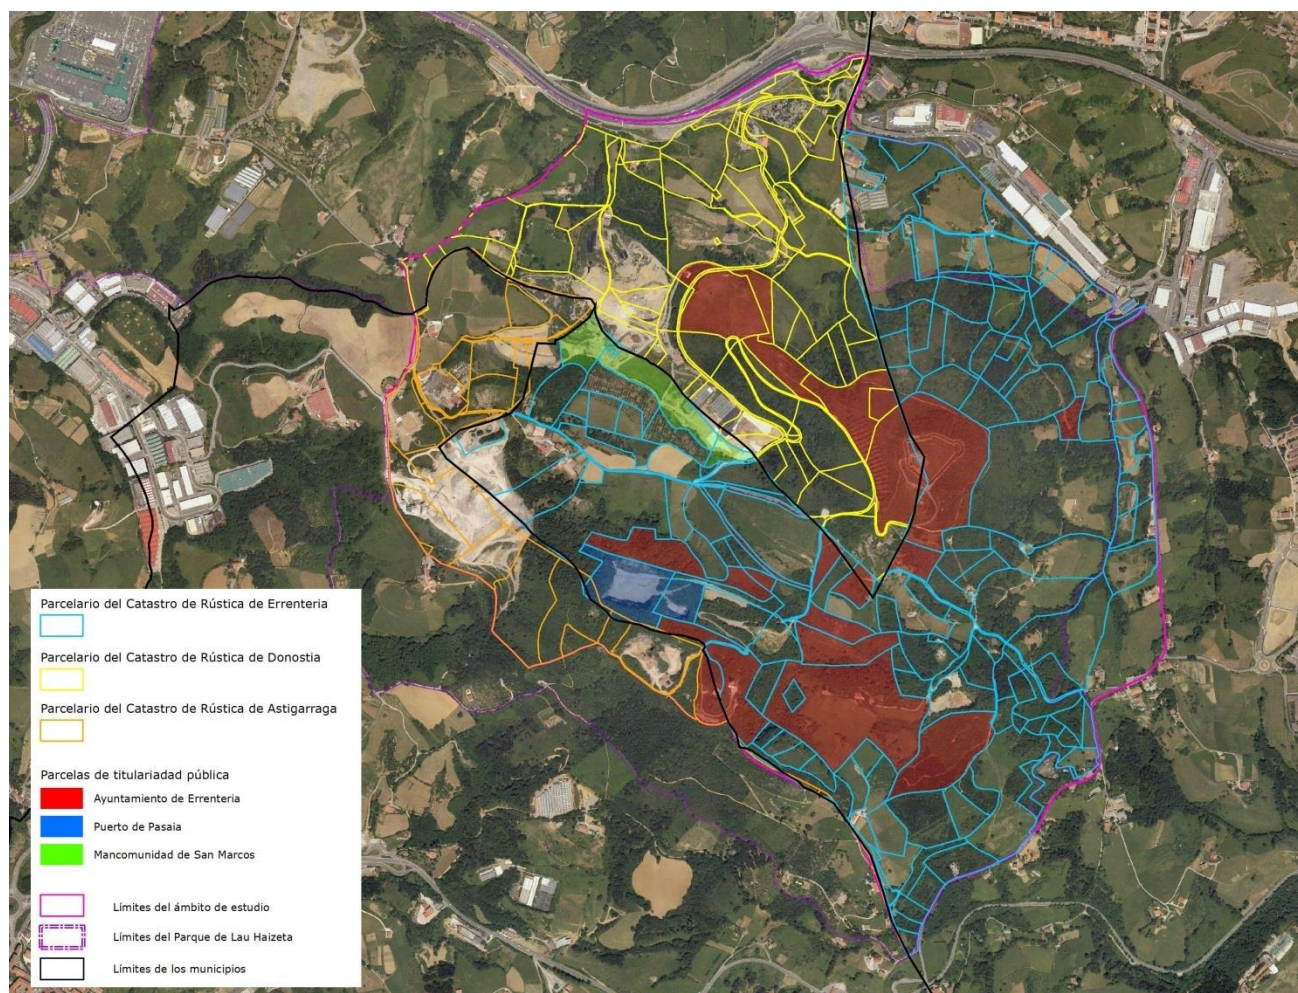 Parcelario del Catastro de Rústica de Errenteria
Parcelario del Catastro de Rústica de Donostia
Parcelario del Catastro de Rústica de Astigarraga
Parcelas de titulariadad pública
Ayuntamiento de Errenteria
Puerto de Pasaia
Mancomunidad de San Marcos
Límites del ámbito de estudio
Límites del Parque de Lau Haizeta
Límites de los municipios